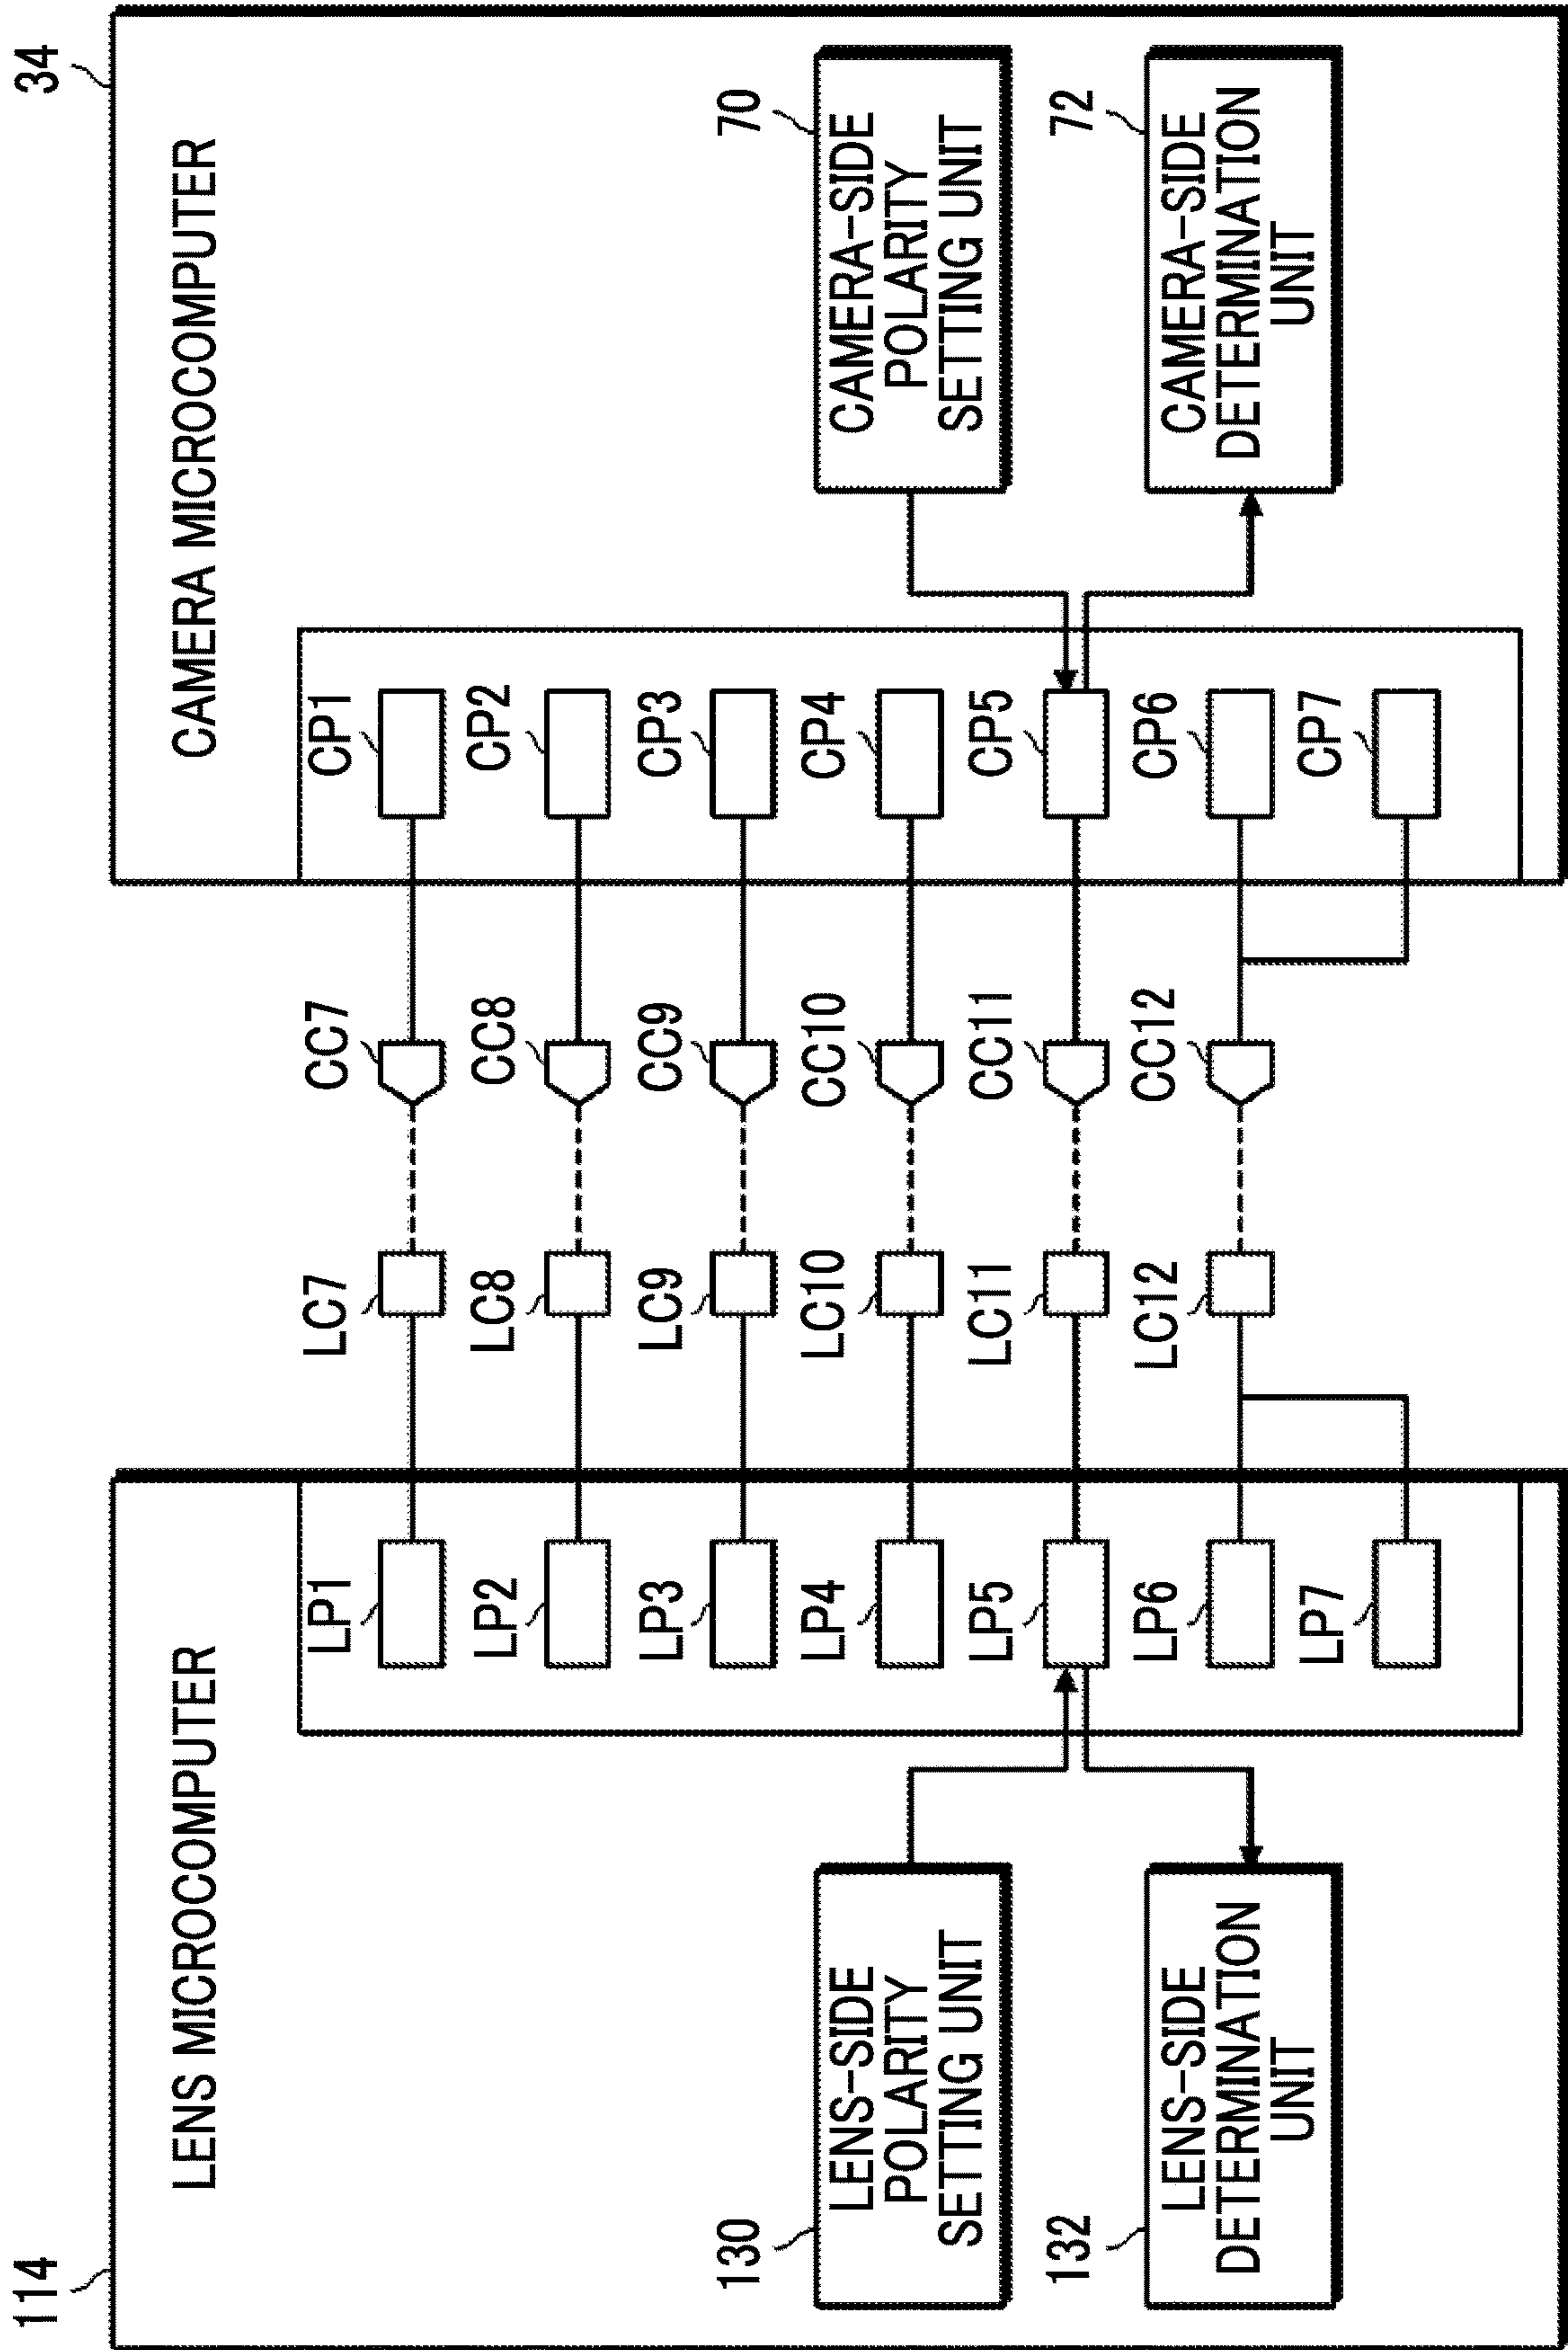 114
34
LENS MICROCOMPUTER
CAMERA MICROCOMPUTER
LP1
LC7
CC7
CP1
LP2
LC8
CC8
CP2
LP3
LC9
CC9
CP3
LP4
LC10
CC10
CP4
LP5
LC11
CC11
CP5
LP6
LC12
CC12
CP6
LP7
CP7
130
LENS-SIDE
POLARITY
SETTING UNIT
132
LENS-SIDE
DETERMINATION
UNIT
70
CAMERA-SIDE
POLARITY
SETTING UNIT
72
CAMERA-SIDE
DETERMINATION
UNIT